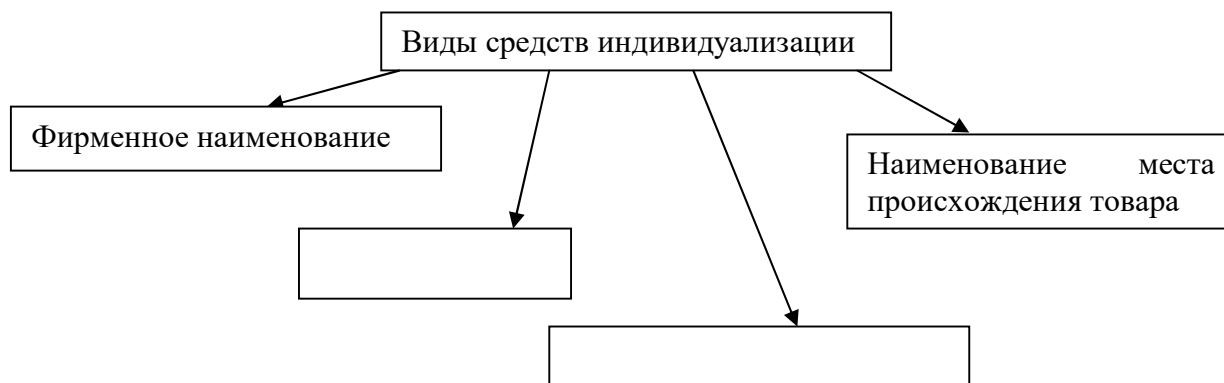 Виды средств индивидуализации
Фирменное наименование
Наименование места
происхождения товара